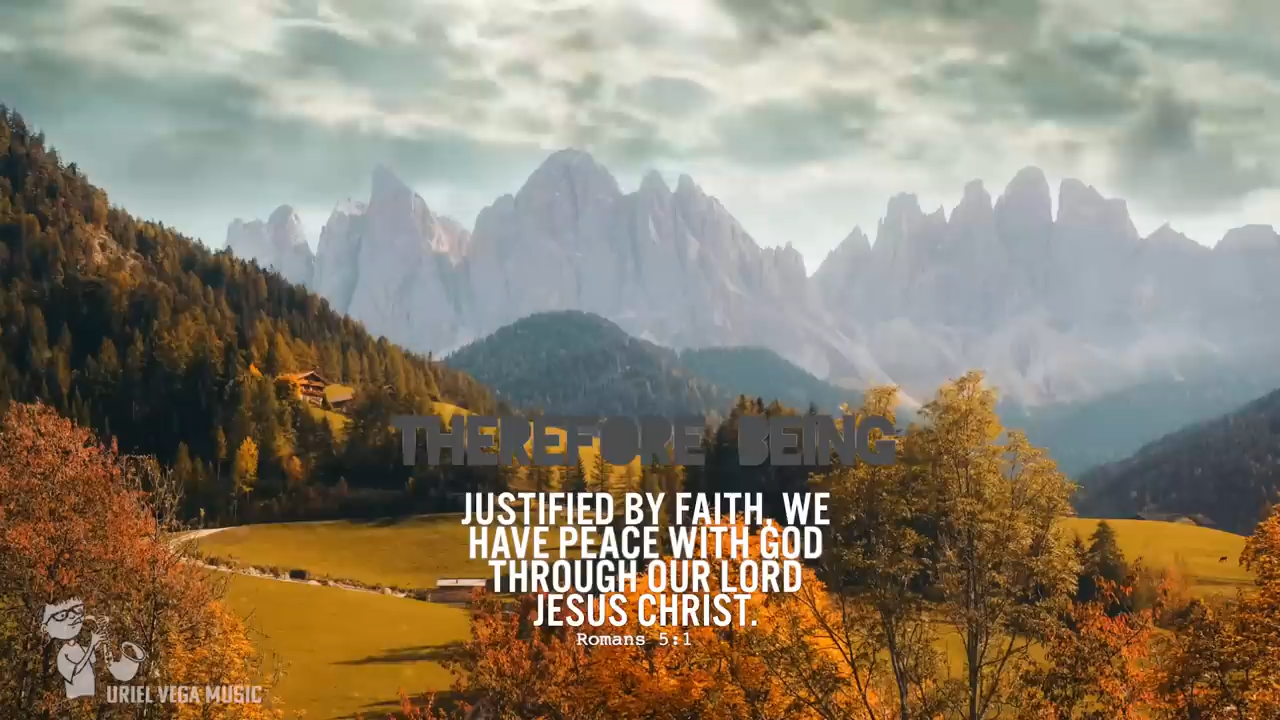 THEREFORE BEING
JUSTIFIED BY FAITH, WE
HAVE PEACE WITH GOD
THROUGH OUR LORD
JESUS CHRIST.
Romans 5:1
URIEL VEGA MUSIC